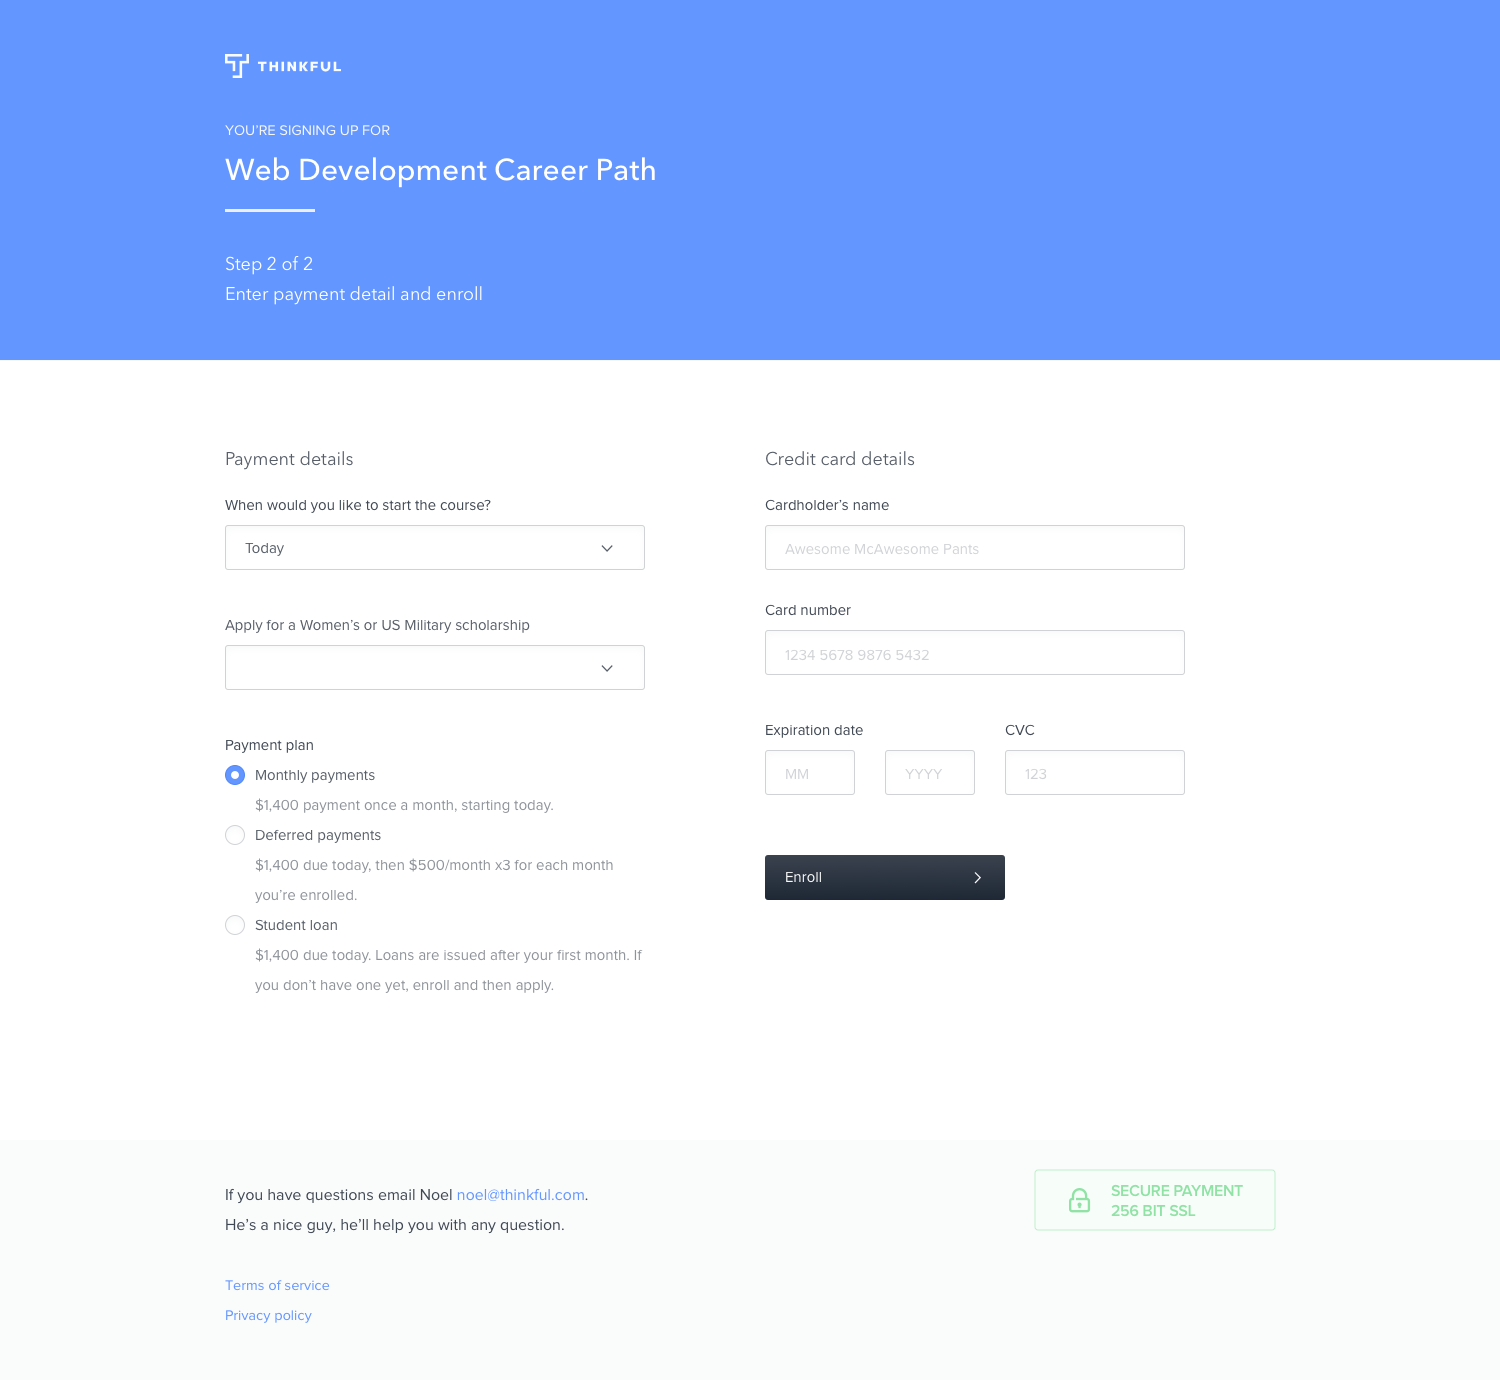 THINKFUL
YOU’RE SIGNING UP FOR
Web Development Career Path
Step 2 of 2
Enter payment detail and enroll
Payment details
When would you like to start the course?
Today
Apply for a Women’s or US Military scholarship
Payment plan
Monthly payments
$1,400 payment once a month, starting today.
Deferred payments
$1,400 due today, then $500/month x3 for each month
you’re enrolled.
Student loan
$1,400 due today. Loans are issued after your first month. If
you don’t have one yet, enroll and then apply.
Credit card details
Cardholder’s name
Awesome McAwesome Pants
Card number
1234 5678 9876 5432
Expiration date
CVC
MM
YYYY
123
Enroll
If you have questions email Noel noel@thinkful.com.
He’s a nice guy, he’ll help you with any question.
Terms of service
Privacy policy
SECURE PAYMENT
256 BIT SSL